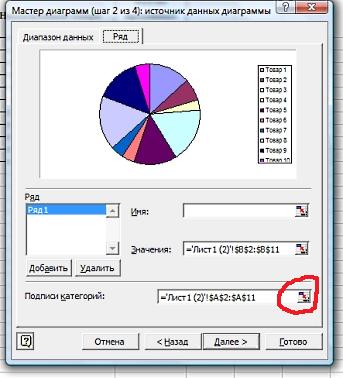 Мастер диаграмм (шаг 2 из 4): источник данных диаграммы
Диапазон данных
Ряд
Товар 1
Товар 2
Товар 3
Товар 4
Товар 5
Товар 6
Товар 7
Товар 8
Товар 9
Товар 10
Ряд
Ряд1
Имя:
Значения:
='Лист1 (2)'!$B$2:$B$11
Добавить
Удалить
Подписи категорий:
='Лист1 (2)'!$A$2:$A$11
Отмена
< Назад
Далее >
Готово